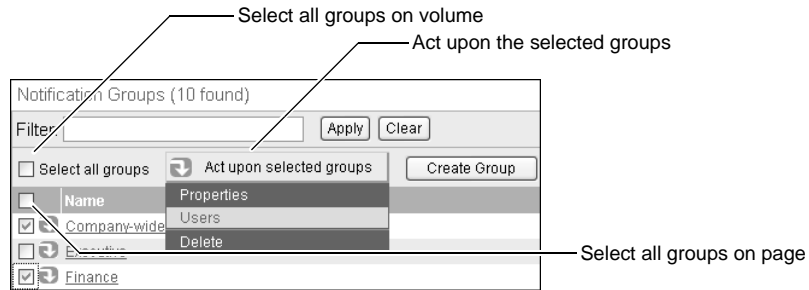 Select all groups on volume
Act upon the selected groups
Notification Groups (10 found)
Filter: Apply Clear
Select all groups Act upon selected groups Create Group
Name Properties
Company-wide Users
Executive Delete
Select all groups on page
Finance